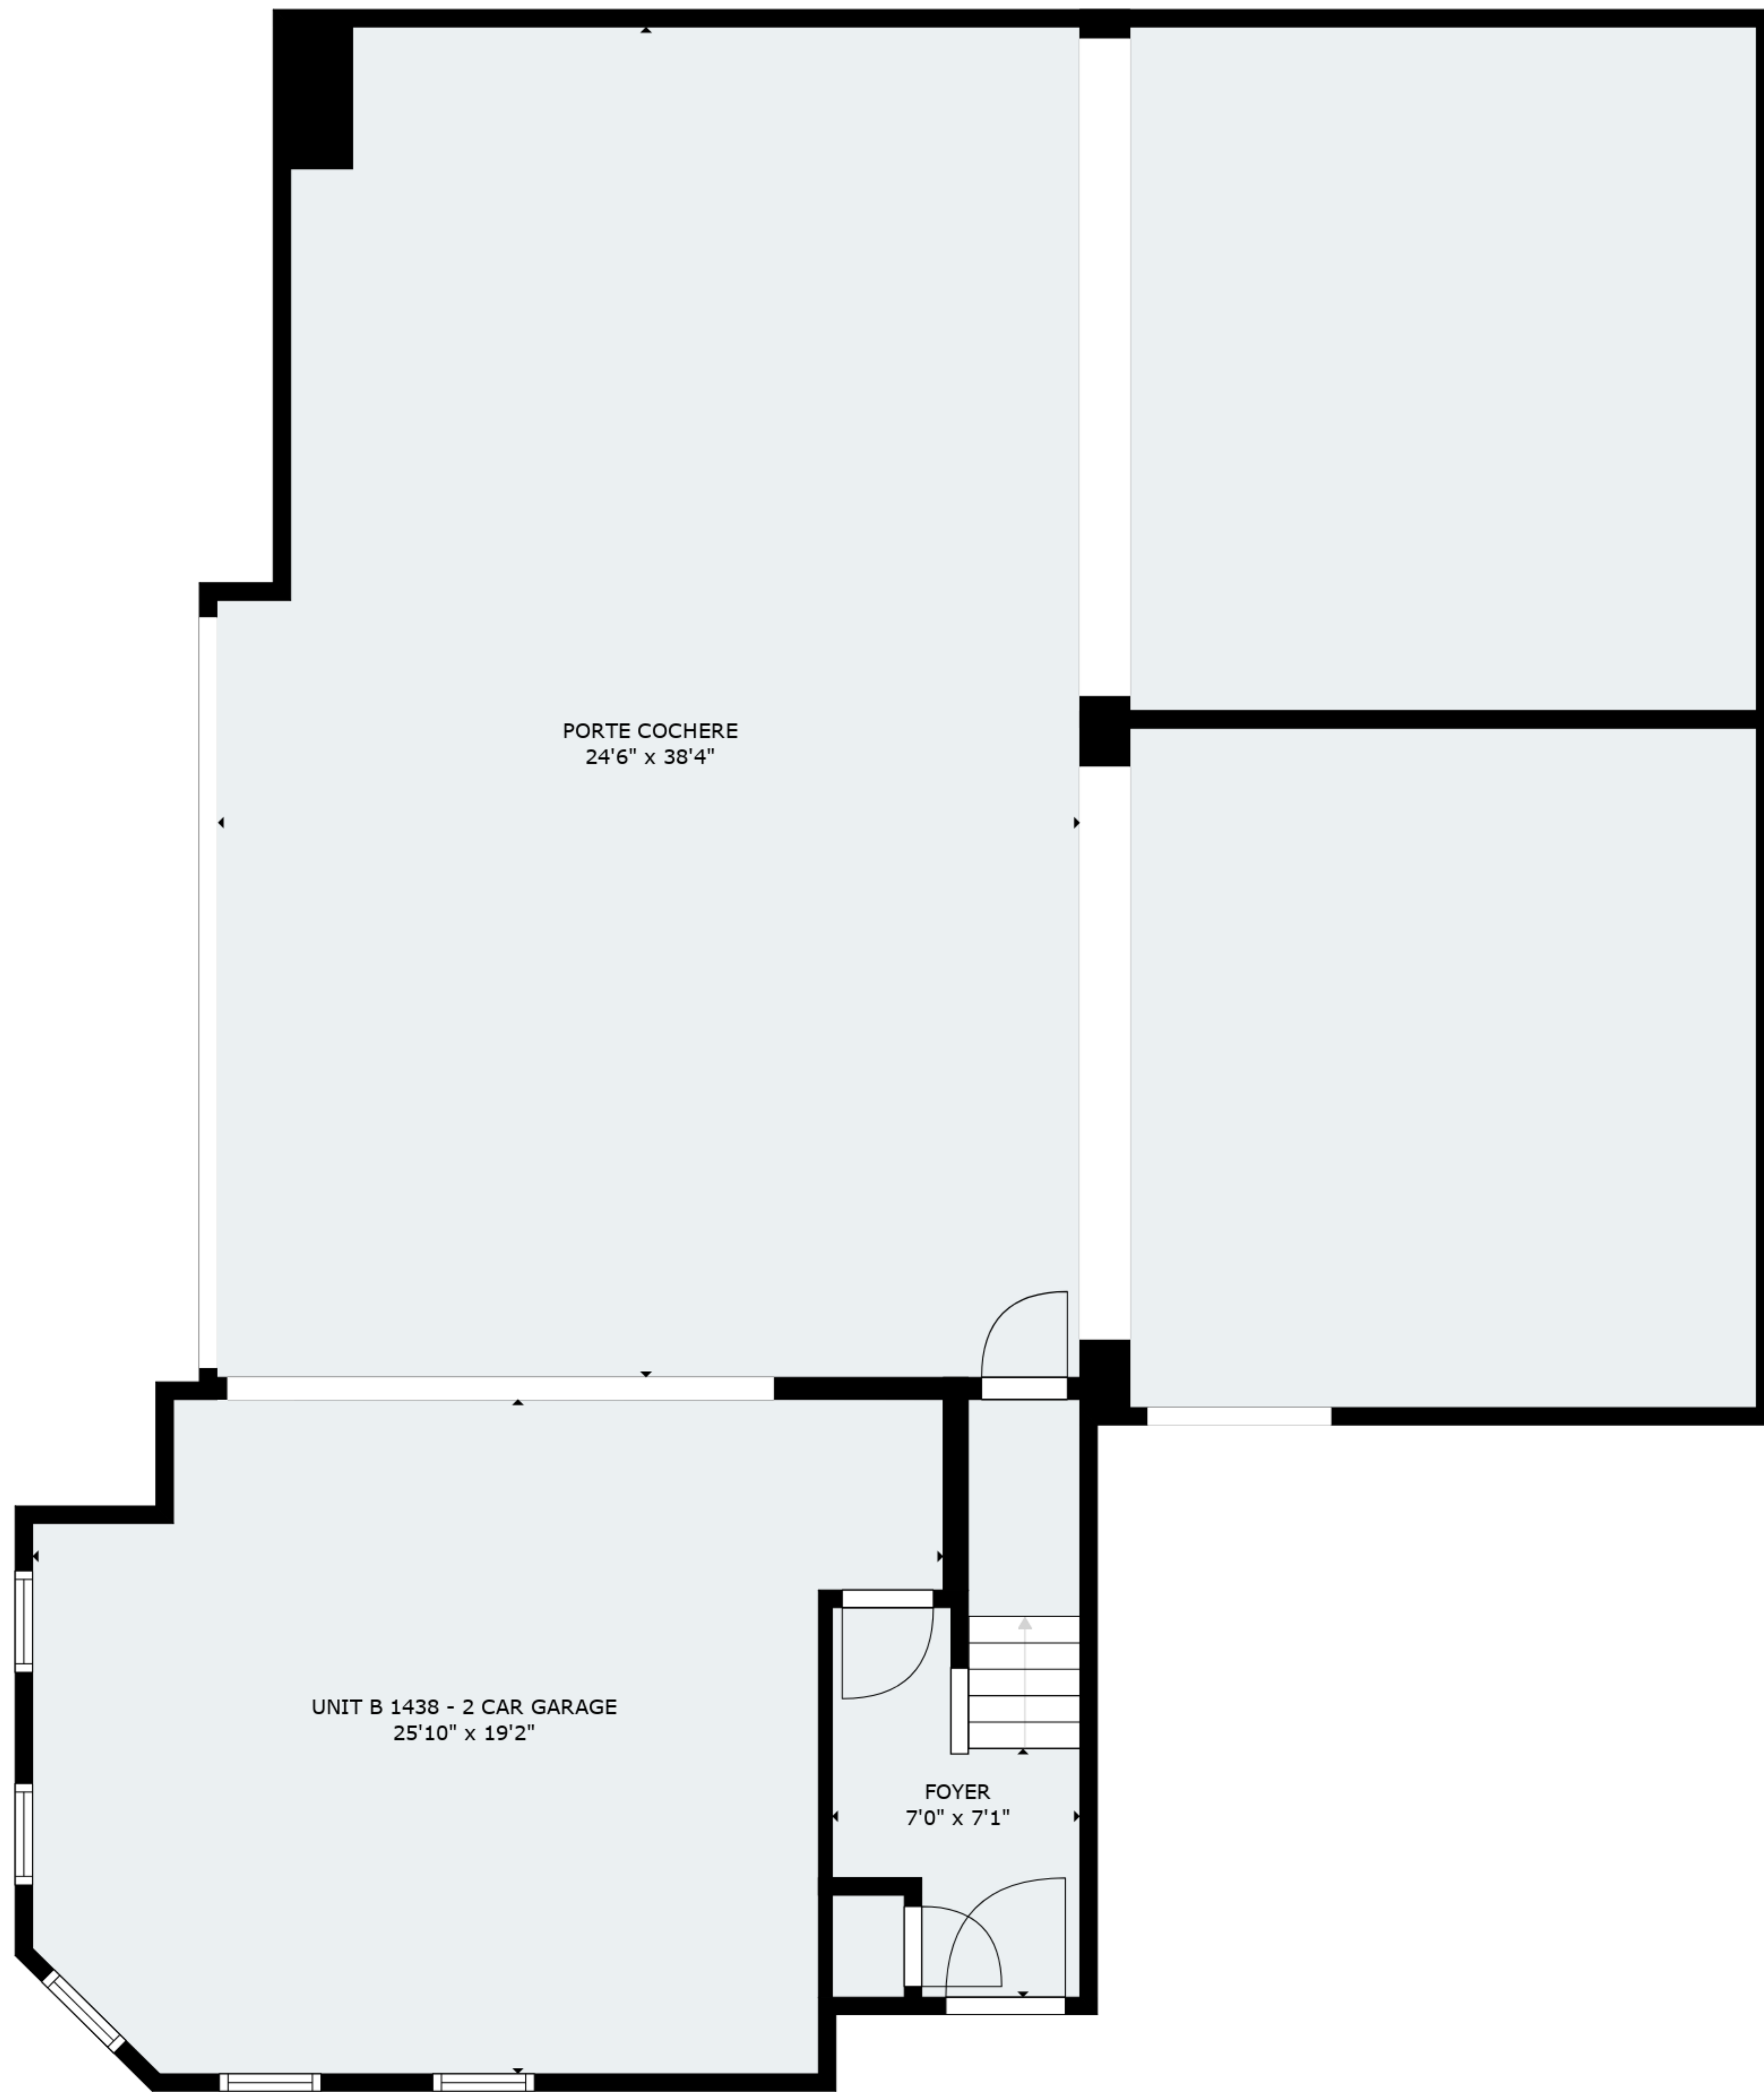 PORTE COCHERE
24'6" x 38'4"
UNIT B 1438 - 2 CAR GARAGE
25'10" x 19'2"
FOYER
7'0" x 7'1"